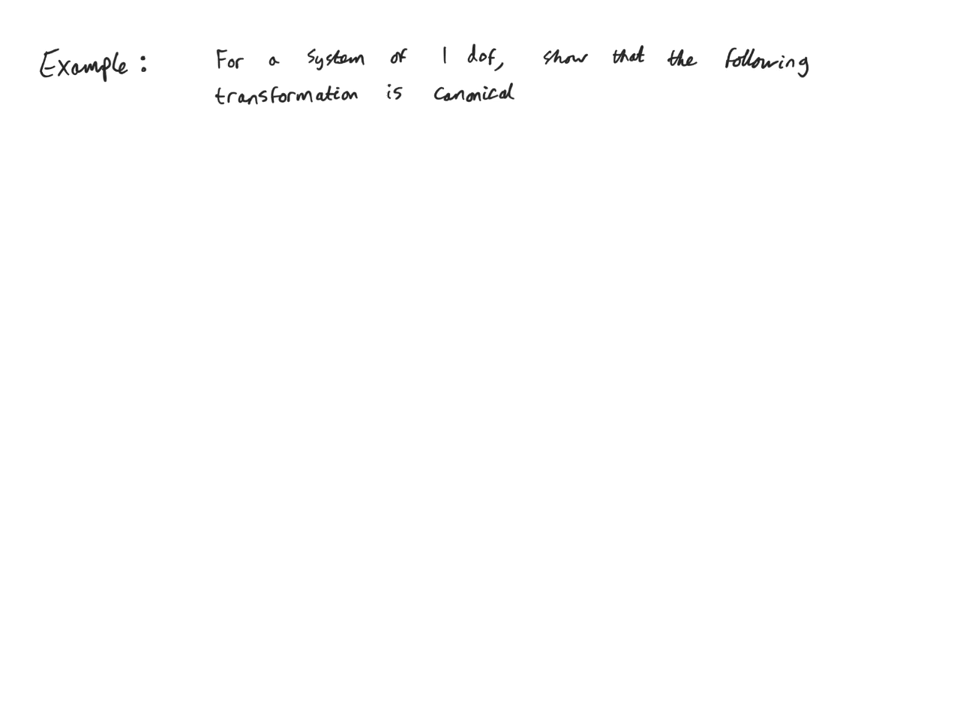 Example: For a system of 1 dof, show that the following
transformation is canonical